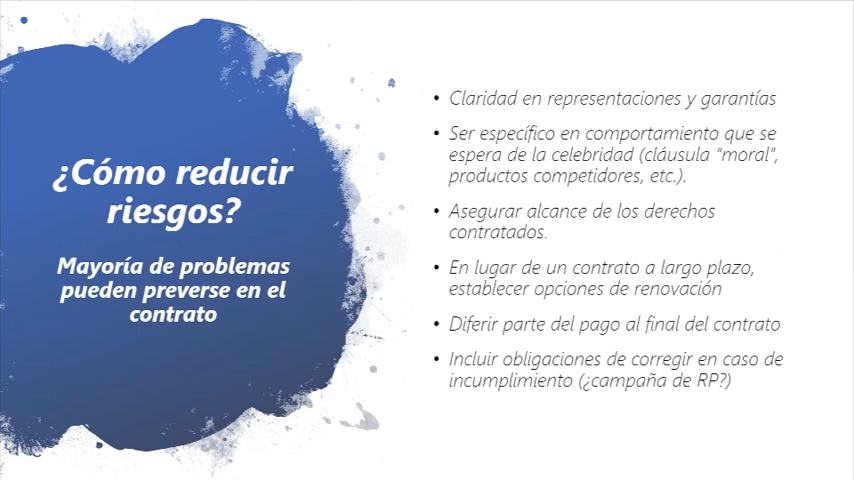 ¿Cómo reducir
riesgos?
Mayoría de problemas
pueden preverse en el
contrato
• Claridad en representaciones y garantías
• Ser específico en comportamiento que se
espera de la celebridad (cláusula "moral",
productos competidores, etc.).
• Asegurar alcance de los derechos
contratados.
• En lugar de un contrato a largo plazo,
establecer opciones de renovación
• Diferir parte del pago al final del contrato
• Incluir obligaciones de corregir en caso de
incumplimiento (¿campaña de RP?)